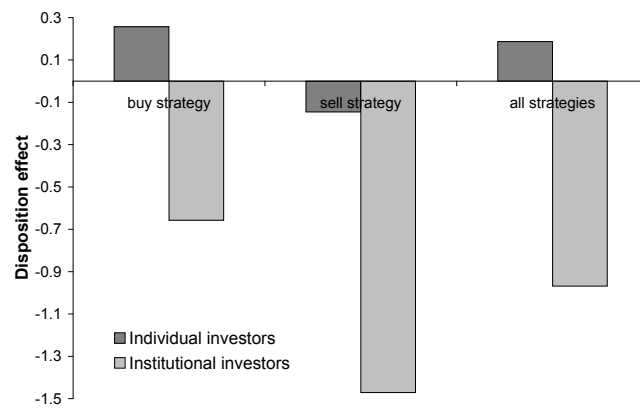 0.3
0.1
-0.1
-0.3
-0.5
-0.7
-0.9
-1.1
-1.3
-1.5
Disposition effect
buy strategy
sell strategy
all strategies
Individual investors
Institutional investors